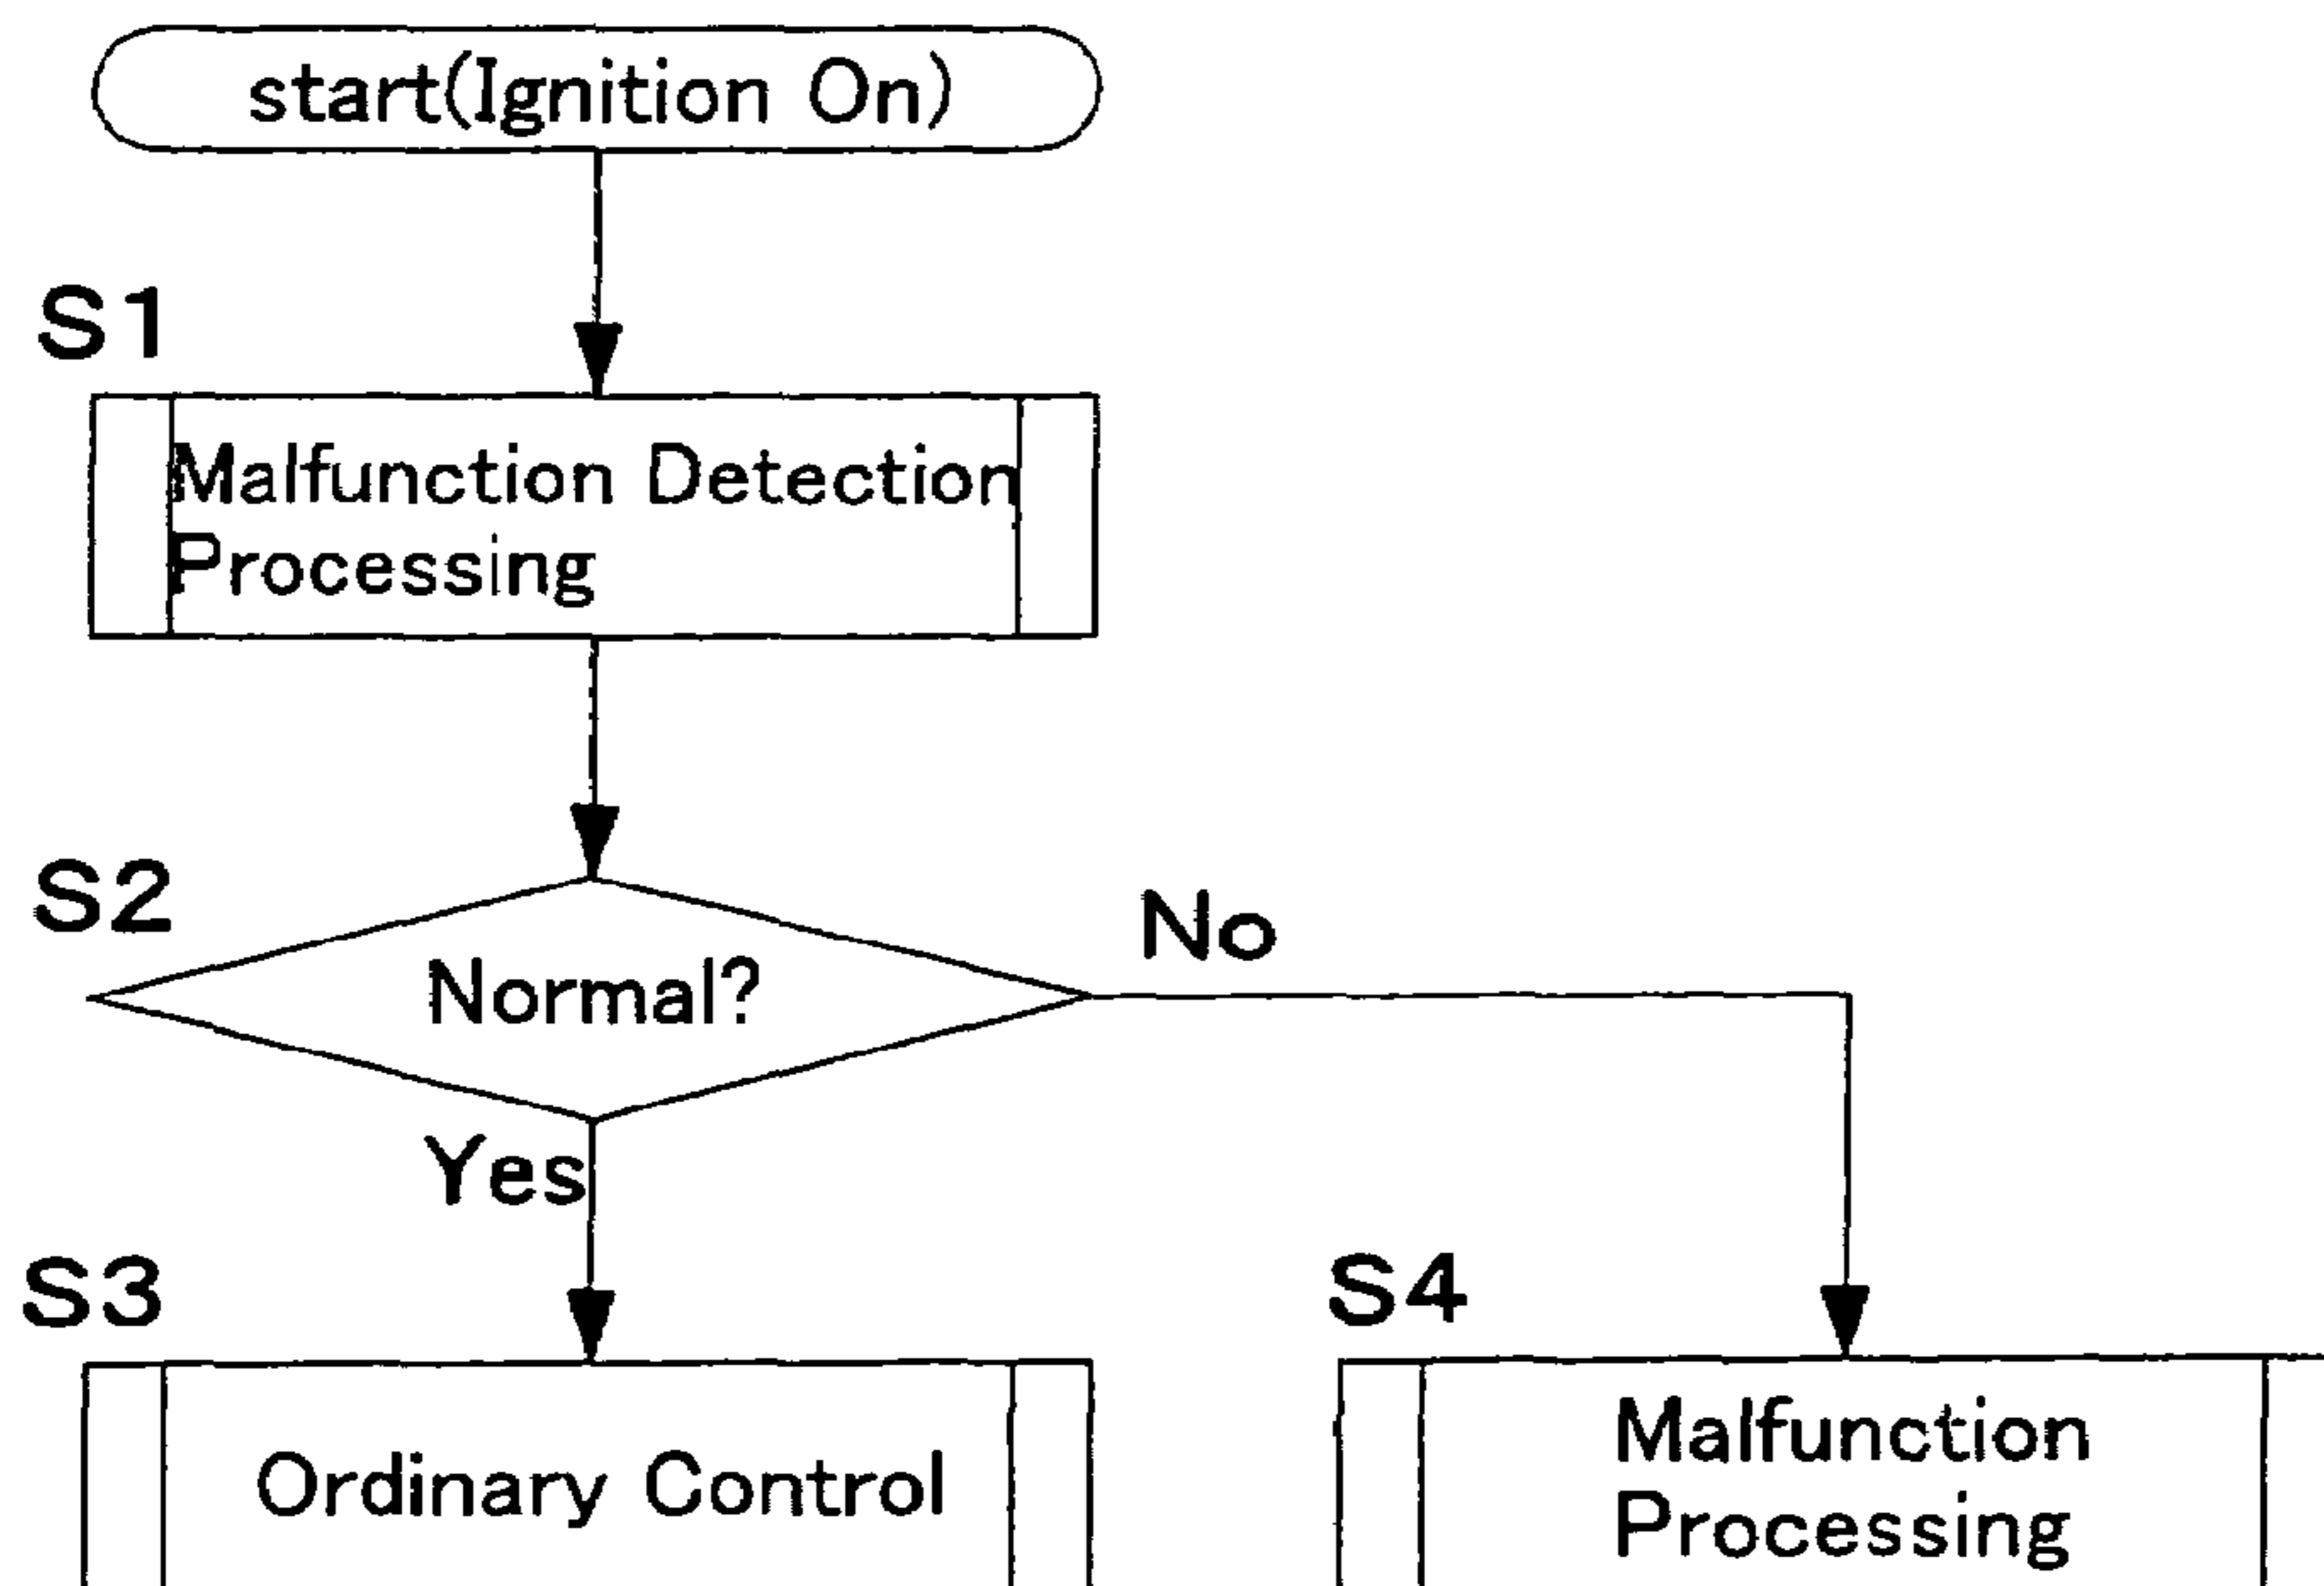 start(Ignition On)
S1
Malfunction Detection
Processing
S2
Normal?
No
Yes
S3
Ordinary Control
S4
Malfunction
Processing